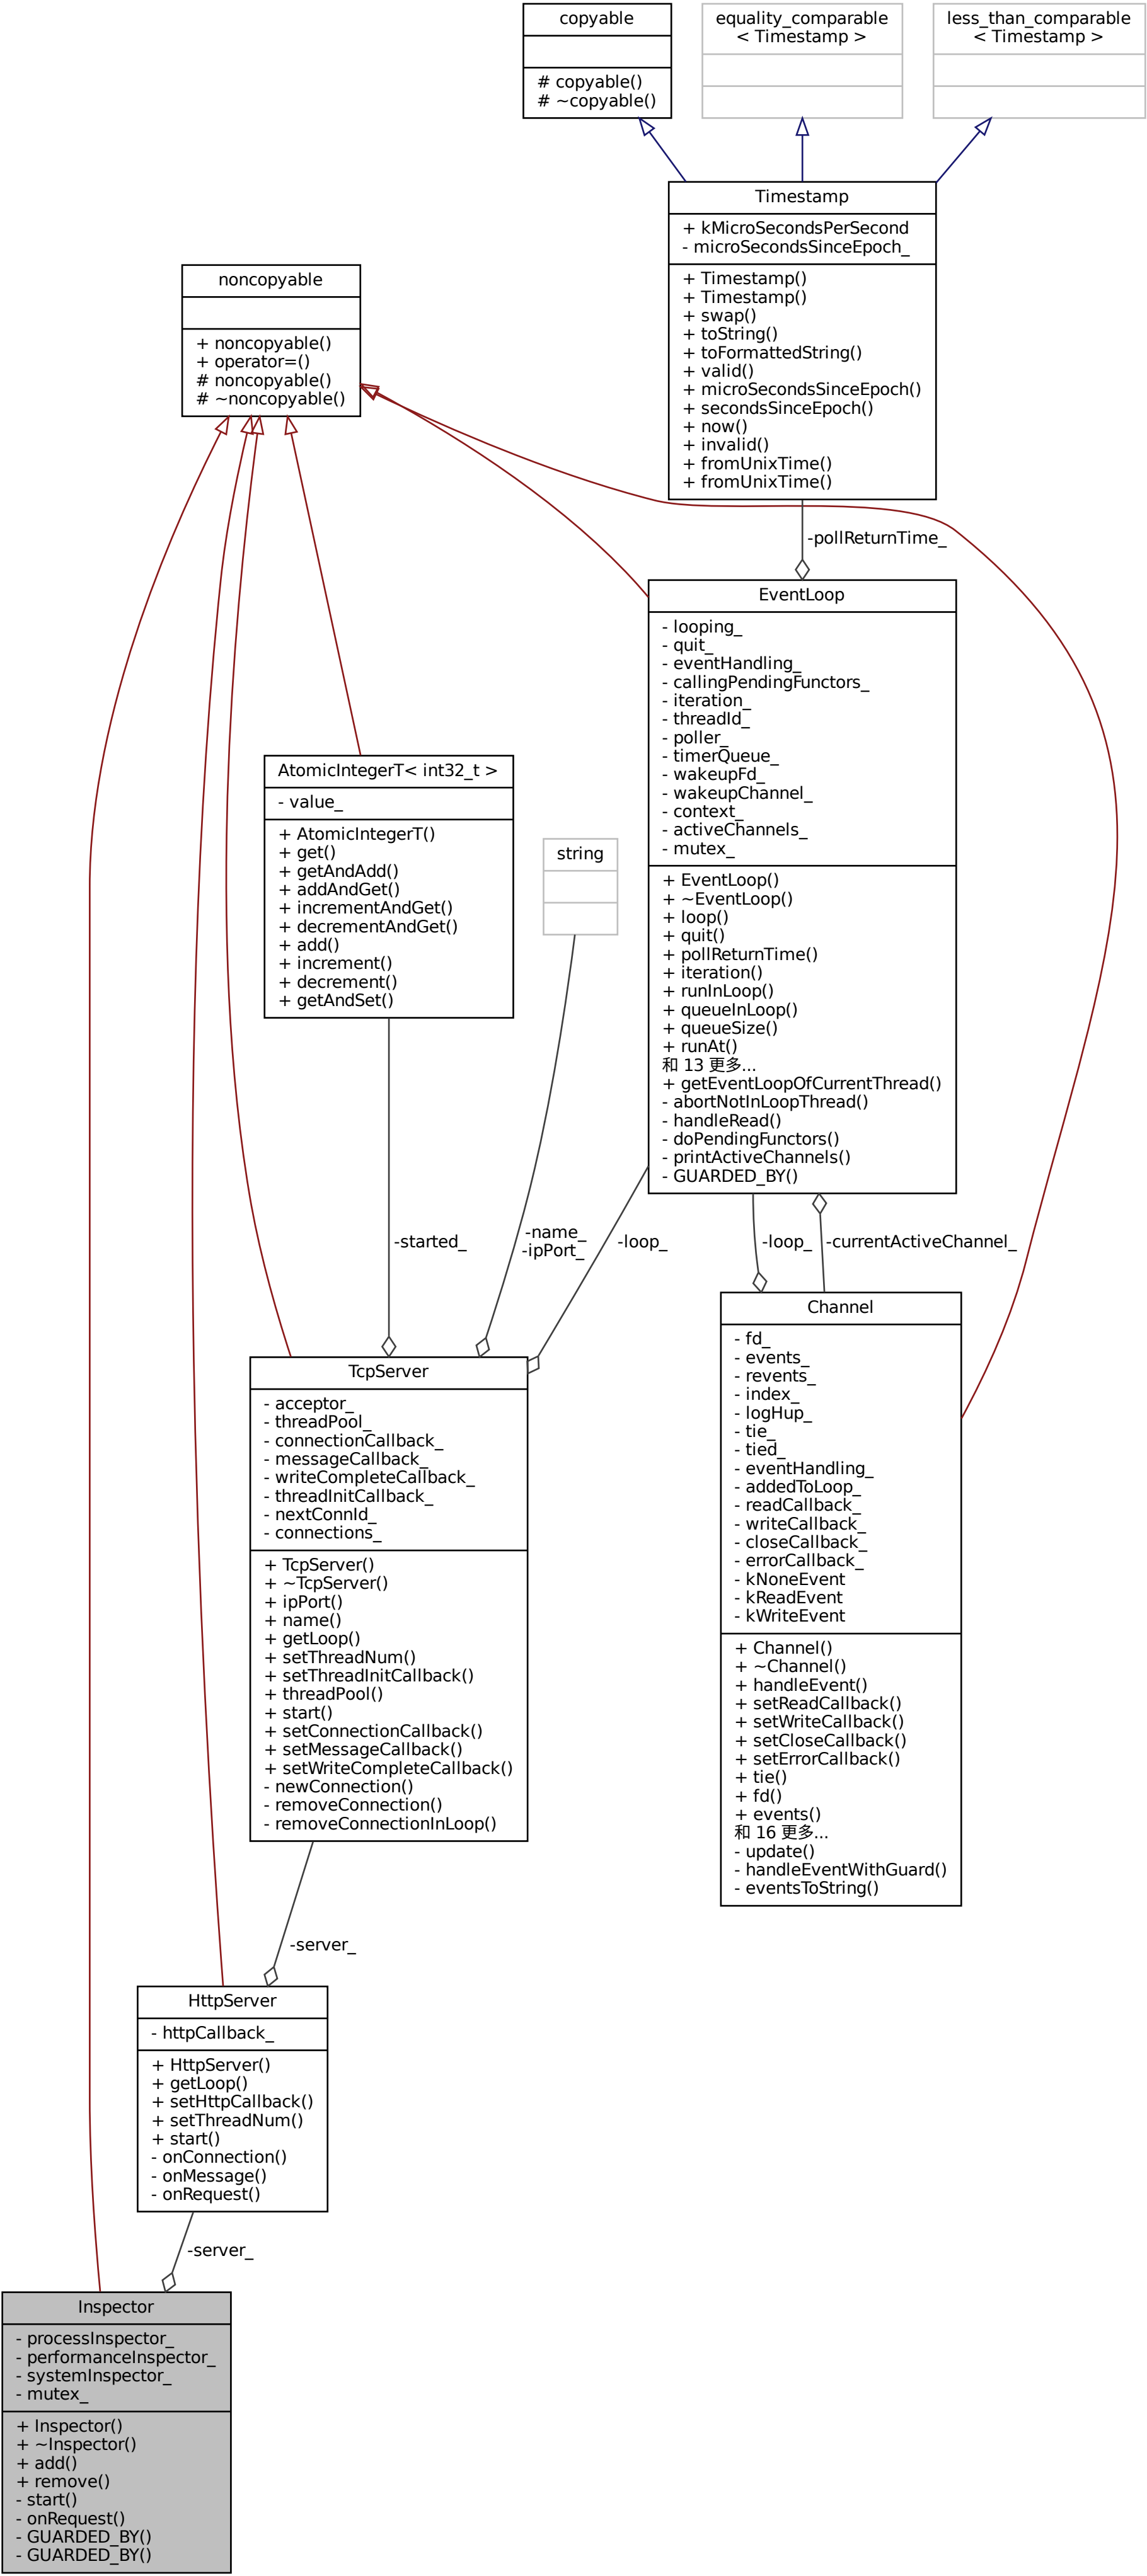 copyable
# copyable()
# ~copyable()
equality_comparable
< Timestamp >
less_than_comparable
< Timestamp >
Timestamp
+ kMicroSecondsPerSecond
- microSecondsSinceEpoch_
+ Timestamp()
+ Timestamp()
+ swap()
+ toString()
+ toFormattedString()
+ valid()
+ microSecondsSinceEpoch()
+ secondsSinceEpoch()
+ now()
+ invalid()
+ fromUnixTime()
+ fromUnixTime()
noncopyable
+ noncopyable()
+ operator=()
# noncopyable()
# ~noncopyable()
-pollReturnTime_
EventLoop
- looping_
- quit_
- eventHandling_
- callingPendingFunctors_
- iteration_
- threadId_
- poller_
- timerQueue_
- wakeupFd_
- wakeupChannel_
- context_
- activeChannels_
- mutex_
+ EventLoop()
+ ~EventLoop()
+ loop()
+ quit()
+ pollReturnTime()
+ iteration()
+ runInLoop()
+ queueInLoop()
+ queueSize()
+ runAt()
和 13 更多...
+ getEventLoopOfCurrentThread()
- abortNotInLoopThread()
- handleRead()
- doPendingFunctors()
- printActiveChannels()
- GUARDED_BY()
AtomicIntegerT< int32_t >
- value_
+ AtomicIntegerT()
+ get()
+ getAndAdd()
+ addAndGet()
+ incrementAndGet()
+ decrementAndGet()
+ add()
+ increment()
+ decrement()
+ getAndSet()
string
-started_
-name_
-ipPort_
-loop_
-loop_
-currentActiveChannel_
Channel
- fd_
- events_
- revents_
- index_
- logHup_
- tie_
- tied_
- eventHandling_
- addedToLoop_
- readCallback_
- writeCallback_
- closeCallback_
- errorCallback_
- kNoneEvent
- kReadEvent
- kWriteEvent
+ Channel()
+ ~Channel()
+ handleEvent()
+ setReadCallback()
+ setWriteCallback()
+ setCloseCallback()
+ setErrorCallback()
+ tie()
+ fd()
+ events()
和 16 更多...
- update()
- handleEventWithGuard()
- eventsToString()
TcpServer
- acceptor_
- threadPool_
- connectionCallback_
- messageCallback_
- writeCompleteCallback_
- threadInitCallback_
- nextConnId_
- connections_
+ TcpServer()
+ ~TcpServer()
+ ipPort()
+ name()
+ getLoop()
+ setThreadNum()
+ setThreadInitCallback()
+ threadPool()
+ start()
+ setConnectionCallback()
+ setMessageCallback()
+ setWriteCompleteCallback()
- newConnection()
- removeConnection()
- removeConnectionInLoop()
-server_
HttpServer
- httpCallback_
+ HttpServer()
+ getLoop()
+ setHttpCallback()
+ setThreadNum()
+ start()
- onConnection()
- onMessage()
- onRequest()
-server_
Inspector
- processInspector_
- performanceInspector_
- systemInspector_
- mutex_
+ Inspector()
+ ~Inspector()
+ add()
+ remove()
- start()
- onRequest()
- GUARDED_BY()
- GUARDED_BY()